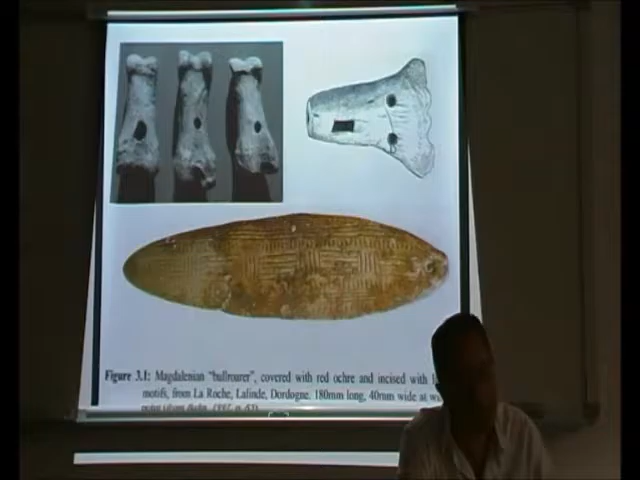 Figure 3.1: Magdalenian "bullroarer", covered with red ochre and incised with
motifs, from La Roche, Lalinde, Dordogne. 180mm long, 40mm wide at